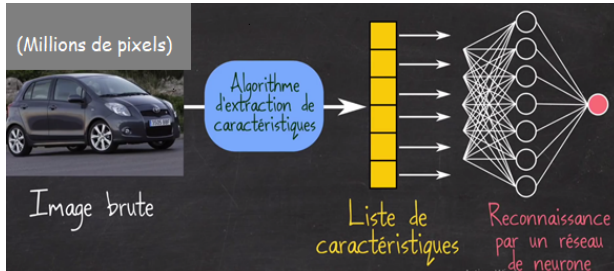 (Millions de pixels)
Algorithme
d'extraction de
caractéristiques
Image brute
Liste de
caractéristiques
Reconnaissance
par un réseau
de neurone